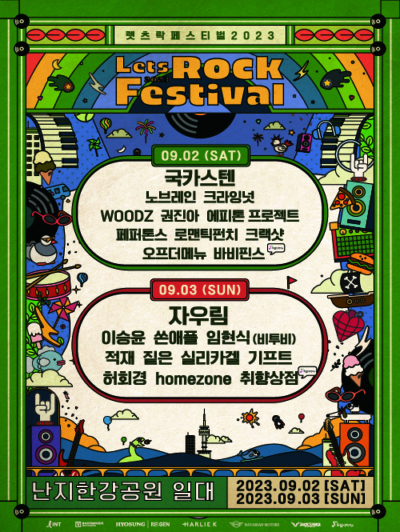 렛츠락페스티벌2023
Lets Rock
Festival
09.02 (SAT)
국카스텐
노브레인 크라잉넛
WOODZ 권진아 에피톤 프로젝트
페퍼톤스 로맨틱펀치 크랙샷
오프더메뉴 바비핀스
09.03 (SUN)
자우림
이승윤 쏜애플 임현식(비투비)
적재 짙은 실리카겔 기프트
허회경 homezone 취향상점
난지한강공원 일대
2023.09.02 [SAT]
2023.09.03 [SUN]
HYOSUNG REGEN HARLIEK